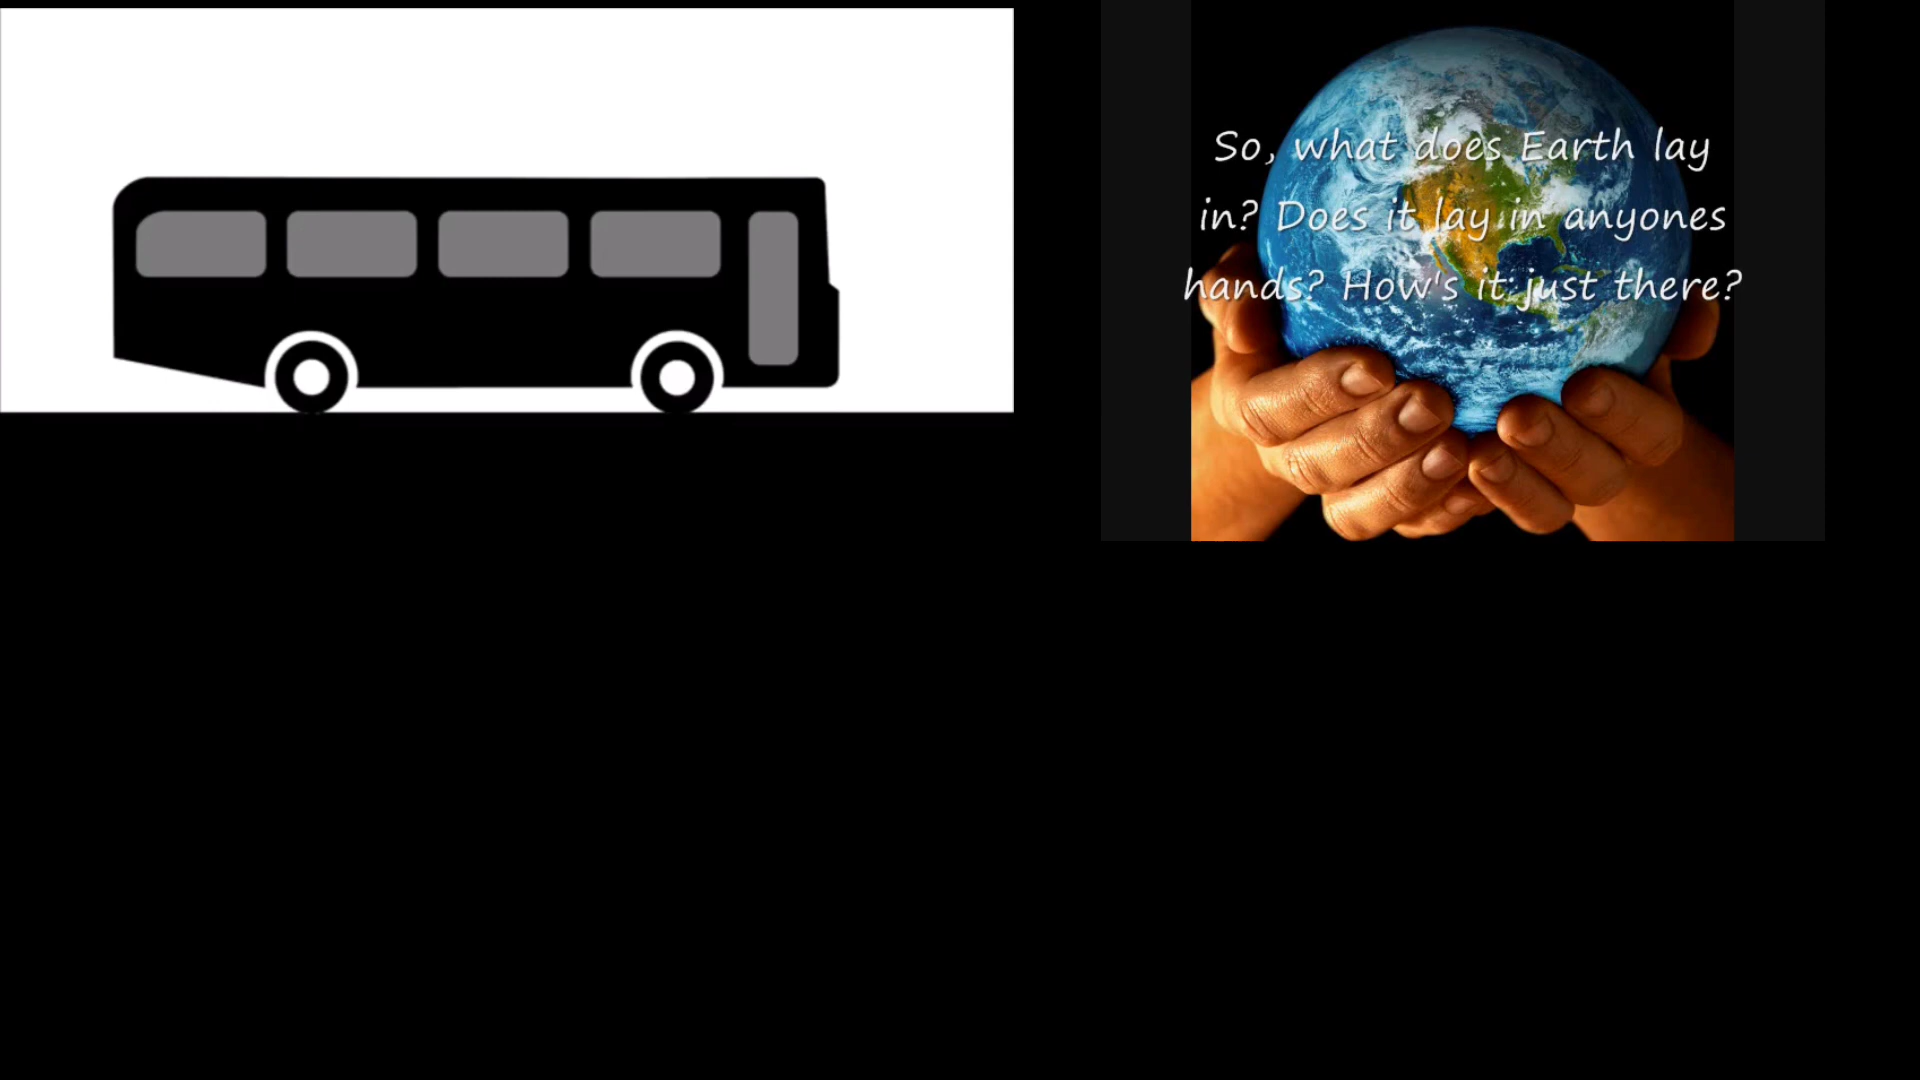 So, what does Earth lay
in? Does it lay in anyones
hands? How's it just there?